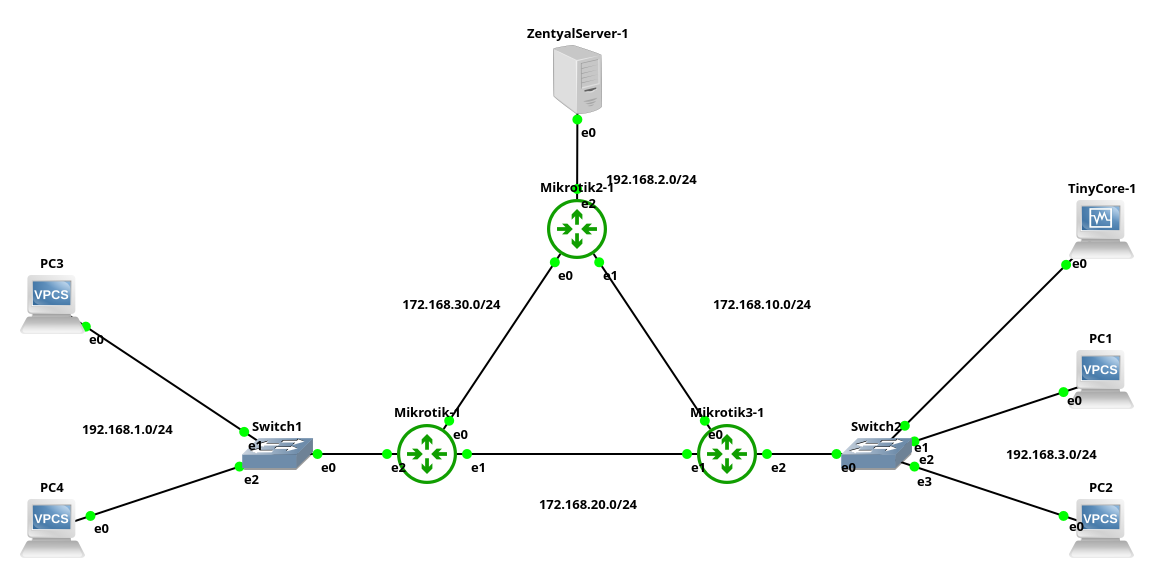 ZentyalServer-1
e0
192.168.2.0/24
Mikrotik2-1
e2
TinyCore-1
e0
PC3
VPCS
e0
e0
e1
172.168.30.0/24
172.168.10.0/24
PC1
VPCS
e0
192.168.1.0/24
Switch1
e1
e0
e2
Mikrotik-1
e0
e2
e1
Mikrotik3-1
e0
e1
e2
Switch2
e0
e1
e2
e3
192.168.3.0/24
172.168.20.0/24
PC4
VPCS
e0
PC2
VPCS
e0